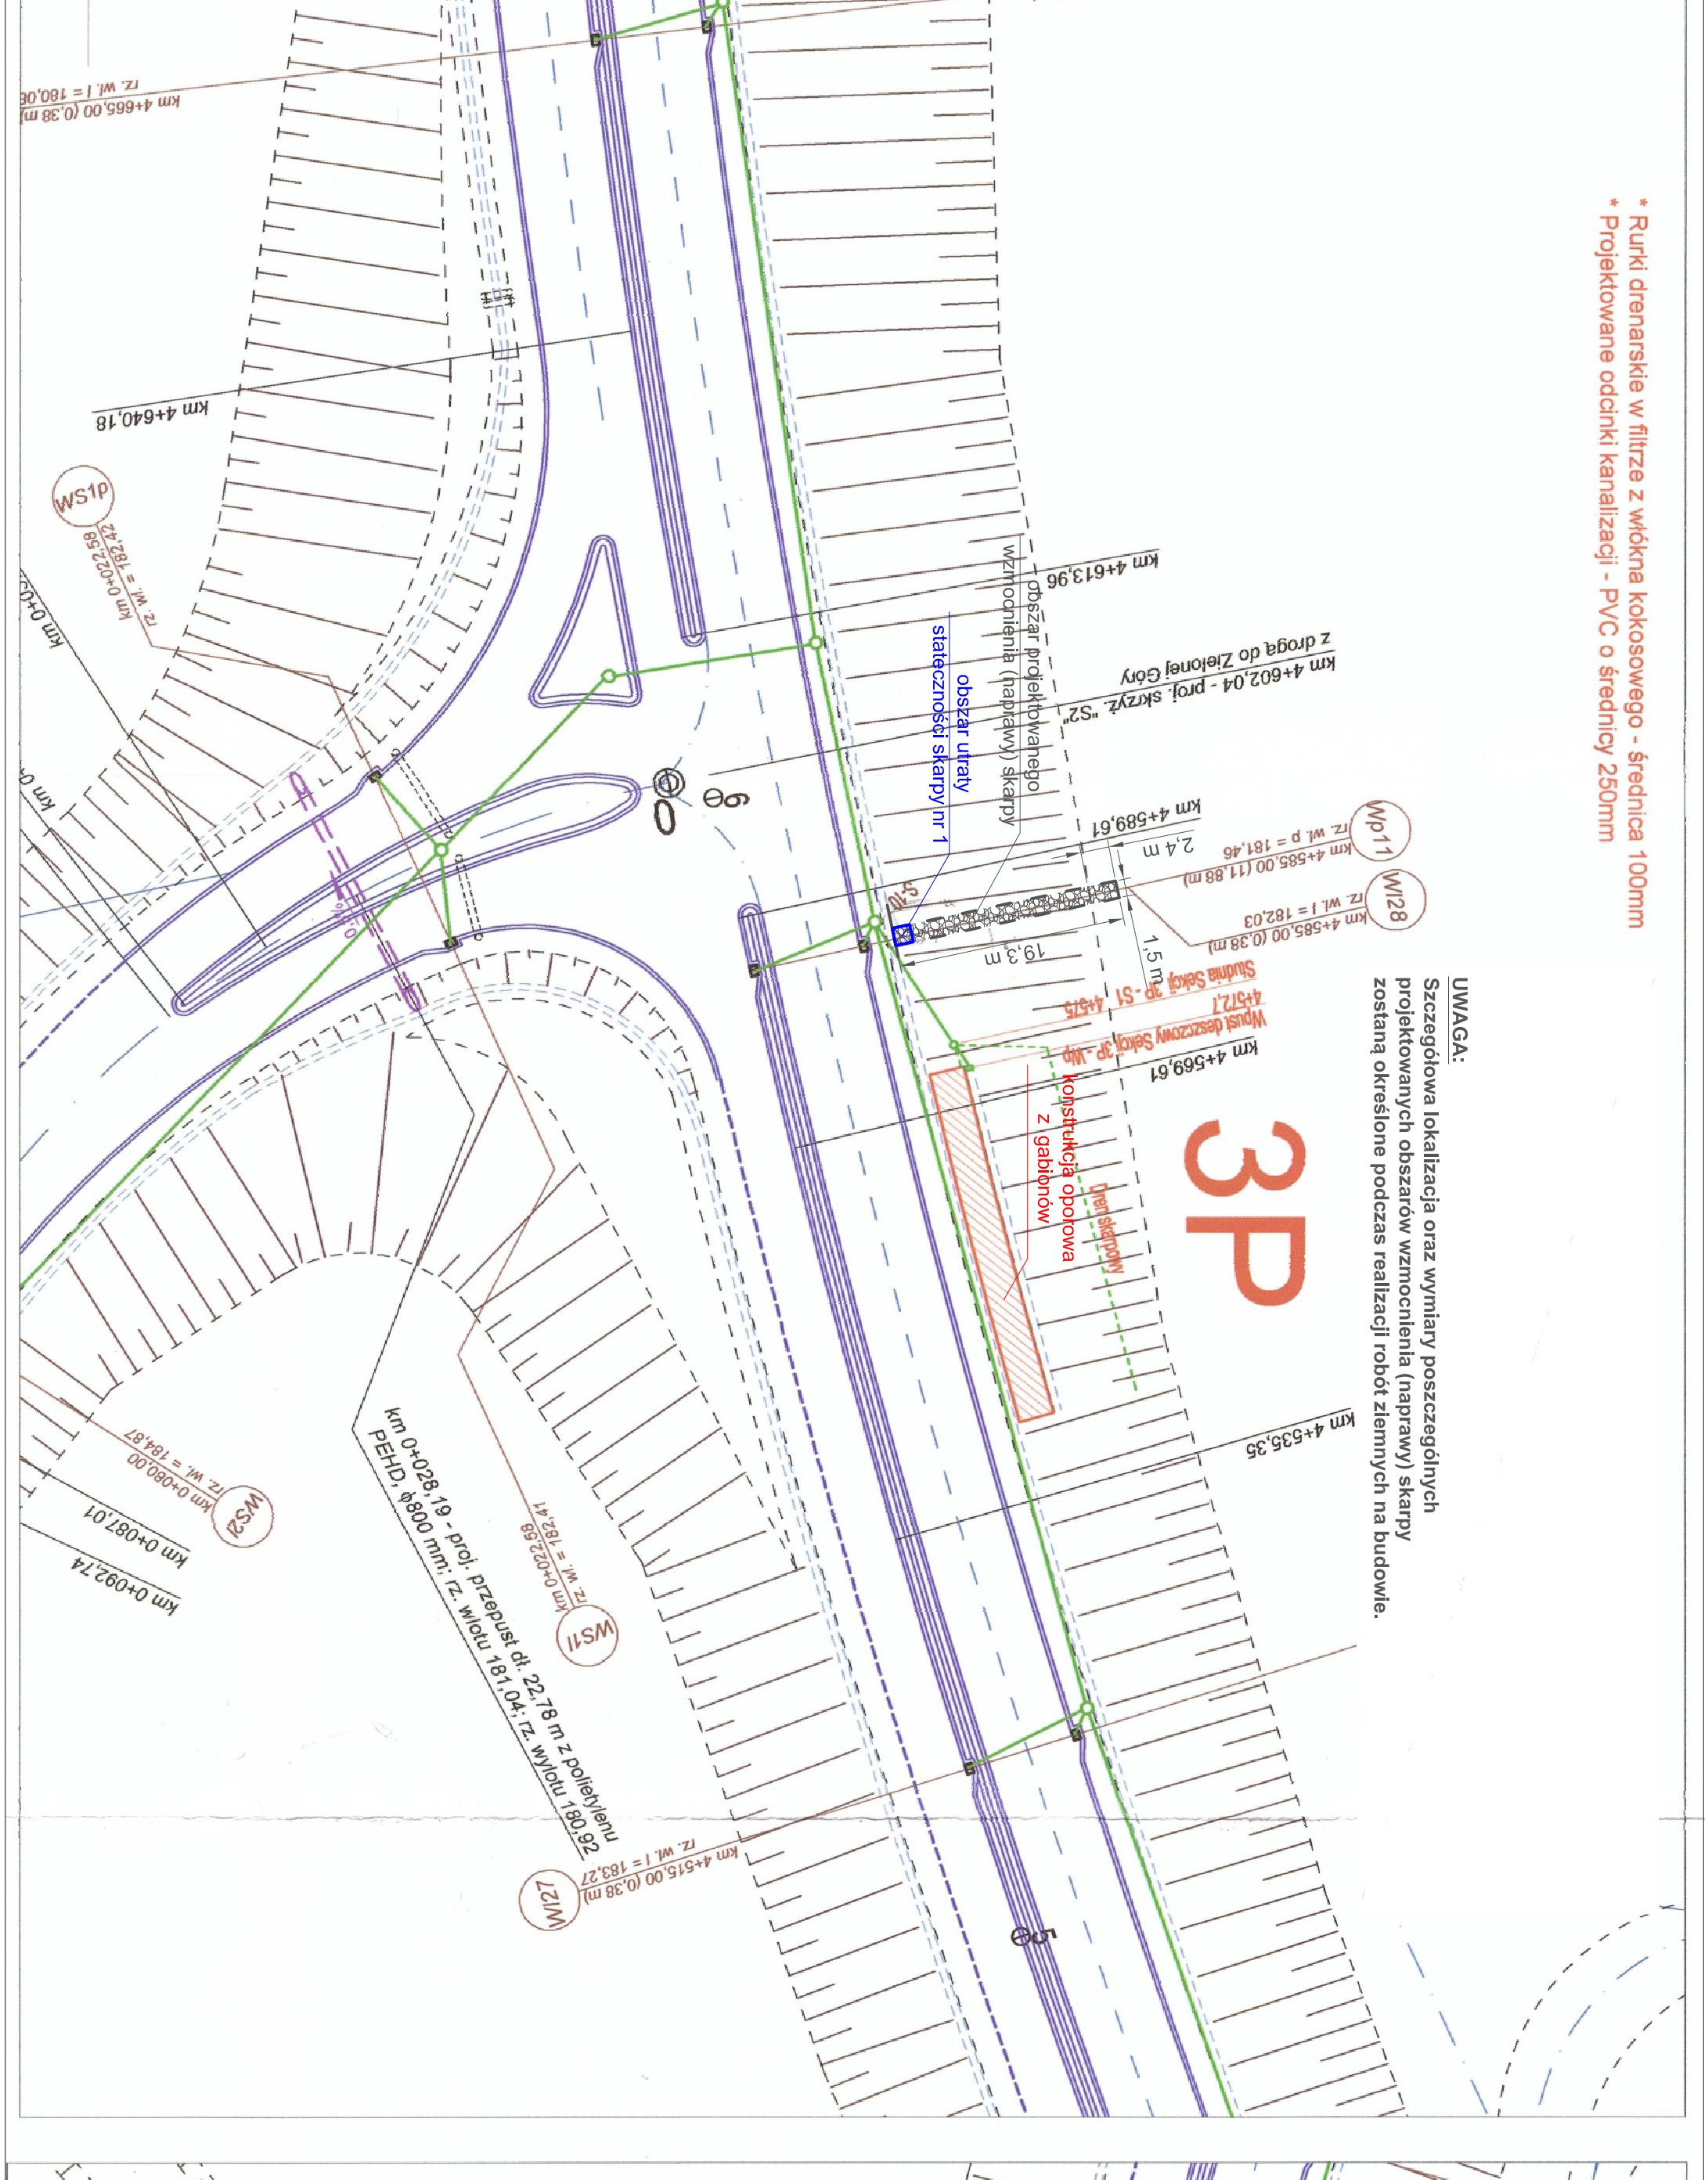 * Rurki drenarskie w filtrze z włókna kokosowego - średnica 100mm
* Projektowane odcinki kanalizacji - PVC o średnicy 250mm
UWAGA:
Szczegółowa lokalizacja oraz wymiary poszczególnych
projektowanych obszarów wzmocnienia (naprawy) skarpy
zostaną określone podczas realizacji robót ziemnych na budowie.
3P
km 4+665,00 (0,38 m)
rz. wl. l = 180,08
km 4+640,18
WS1p
rz. wl. = 182,42
km 0+022,58
km 0+0
km 0
km 4+613,96
km 4+602,04 - proj. skrzyż. "S2"
z drogą do Zielonej Góry
obszar projektowanego
wzmocnienia (naprawy) skarpy
obszar utraty
stateczności skarpy nr 1
km 4+589,61
2,4 m
Wp11
rz. wl. p = 181,46
km 4+585,00 (11,88 m)
Wl28
rz. wl. l = 182,03
km 4+585,00 (0,38 m)
19,3 m
1,5 m
Studnia Sekcji 3P - S1 4+575
4+572,7
Wpust deszczowy Sekcji 3P - Wp
km 4+569,61
konstrukcja oporowa
z gabionów
Dren skarpowy
km 4+535,35
6
5
km 0+028,19 - proj. przepust dł. 22,78 m z polietylenu
PEHD, ϕ800 mm; rz. wlotu 181,04; rz. wylotu 180,92
WS1l
rz. wl. = 182,41
km 0+022,58
WS2l
km 0+080,00
rz. wl. = 184,87
km 0+087,01
km 0+092,74
Wl27
km 4+515,00 (0,38 m)
rz. wl. l = 183,27